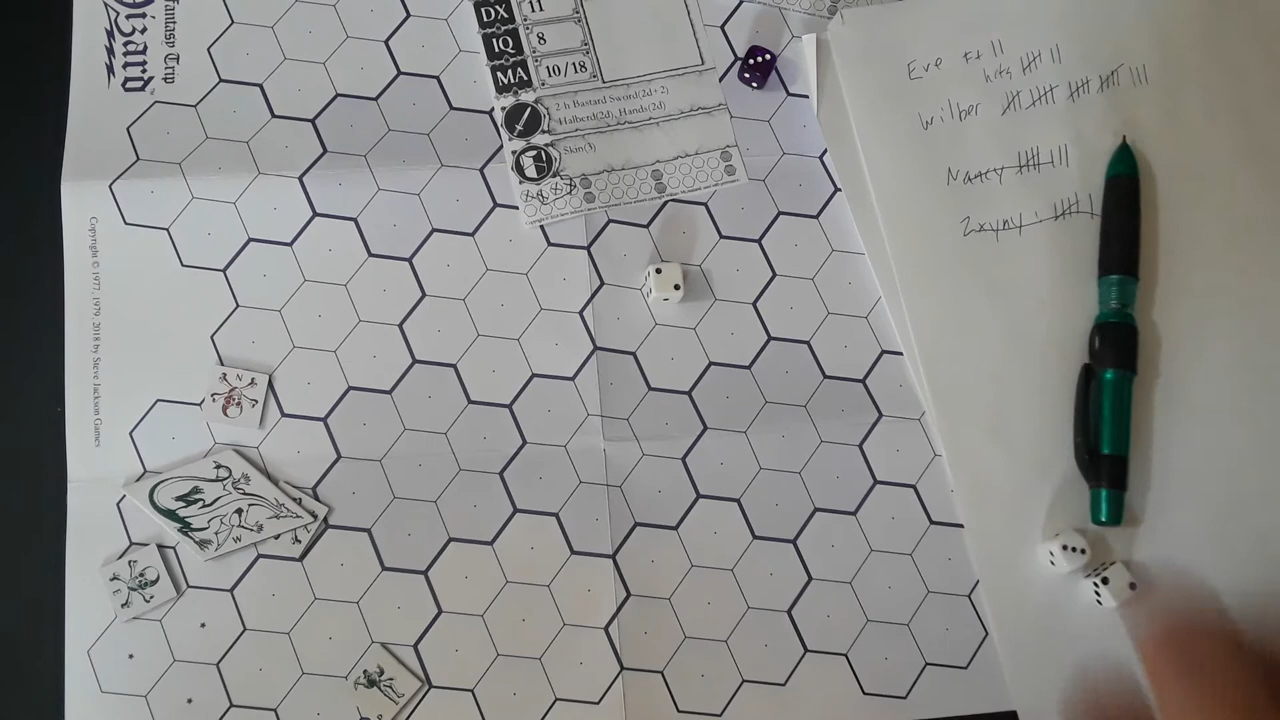 Fantasy Trip
Wizard
Copyright © 1977, 1979, 2018 by Steve Jackson Games
DX 11
IQ 8
MA 10/18
2-h Bastard Sword(2d+2)
Halberd(2d), Hands(2d)
Skin(3)
Eve
hits
Wilber
Nancy
Zxyny
N
W